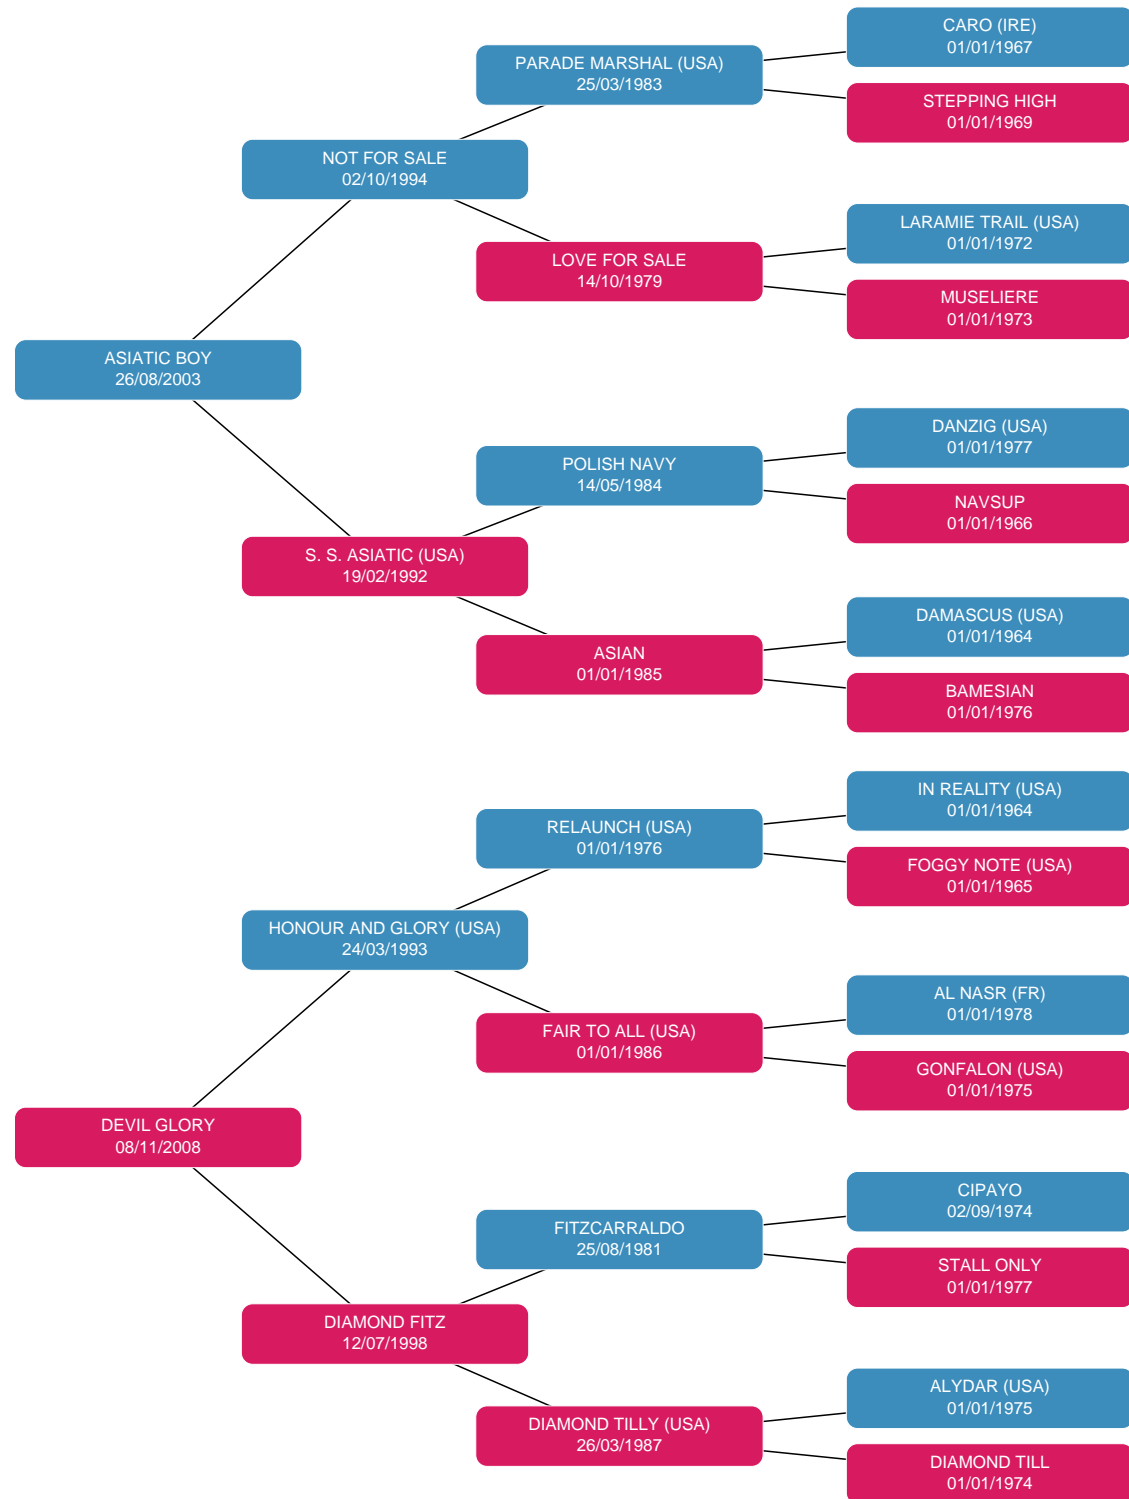 CARO (IRE)
01/01/1967
PARADE MARSHAL (USA)
25/03/1983
STEPPING HIGH
01/01/1969
NOT FOR SALE
02/10/1994
LARAMIE TRAIL (USA)
01/01/1972
LOVE FOR SALE
14/10/1979
MUSELIERE
01/01/1973
ASIATIC BOY
26/08/2003
DANZIG (USA)
01/01/1977
POLISH NAVY
14/05/1984
NAVSUP
01/01/1966
S. S. ASIATIC (USA)
19/02/1992
DAMASCUS (USA)
01/01/1964
ASIAN
01/01/1985
BAMESIAN
01/01/1976
IN REALITY (USA)
01/01/1964
RELAUNCH (USA)
01/01/1976
FOGGY NOTE (USA)
01/01/1965
HONOUR AND GLORY (USA)
24/03/1993
AL NASR (FR)
01/01/1978
FAIR TO ALL (USA)
01/01/1986
GONFALON (USA)
01/01/1975
DEVIL GLORY
08/11/2008
CIPAYO
02/09/1974
FITZCARRALDO
25/08/1981
STALL ONLY
01/01/1977
DIAMOND FITZ
12/07/1998
ALYDAR (USA)
01/01/1975
DIAMOND TILLY (USA)
26/03/1987
DIAMOND TILL
01/01/1974